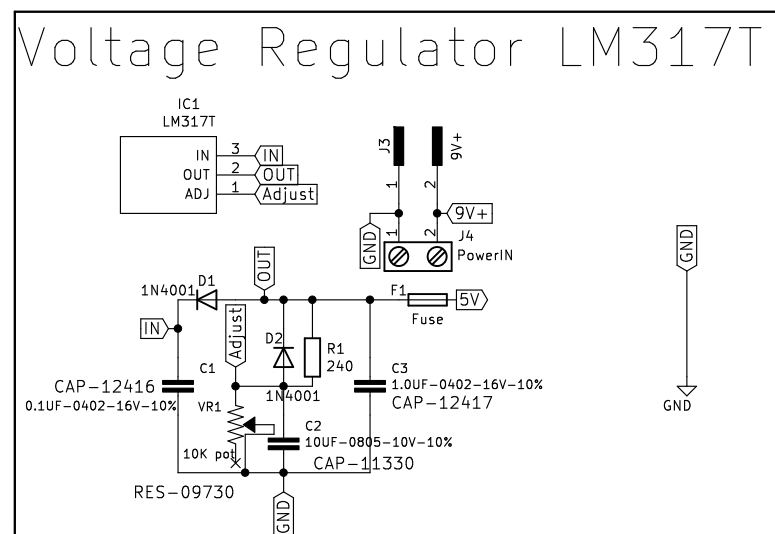 Voltage Regulator LM317T
IC1
LM317T
IN 3 IN
OUT 2 OUT
ADJ 1 Adjust
J3
9V+
1
2
GND
9V+
1
2
J4
PowerIN
GND
OUT
D1
1N4001
F1
5V
Fuse
IN
Adjust
D2
R1
240
1N4001
C1
CAP-12416
0.1UF-0402-16V-10%
C3
1.0UF-0402-16V-10%
CAP-12417
VR1
C2
10UF-0805-10V-10%
10K pot
CAP-11330
RES-09730
GND
GND